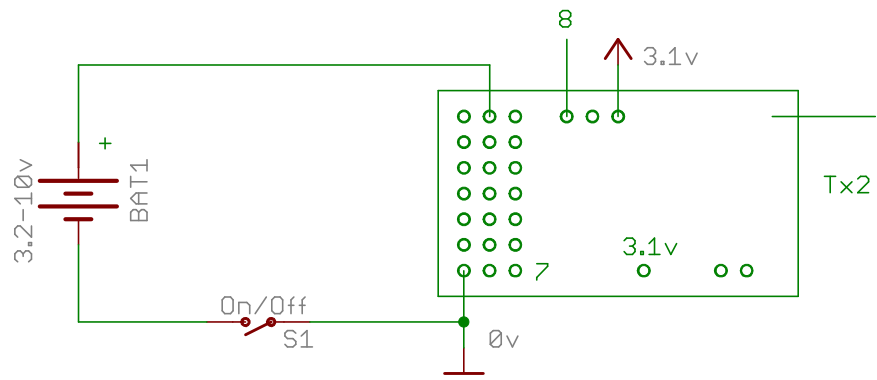 8
3.1v
+
3.2-10v
BAT1
Tx2
3.1v
7
On/Off
S1
0v